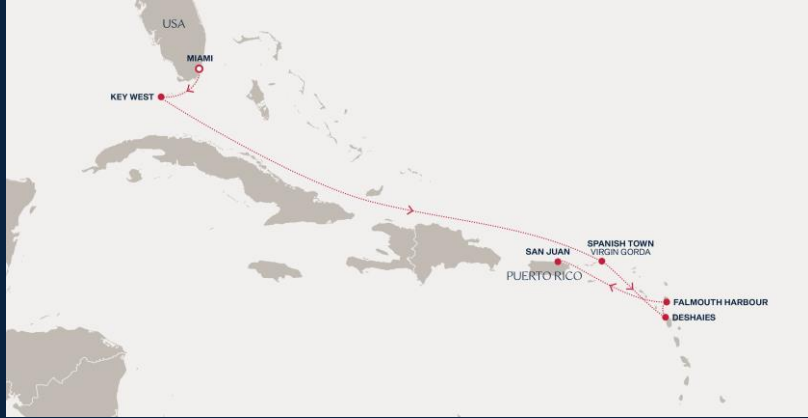 USA
MIAMI
KEY WEST
SPANISH TOWN
VIRGIN GORDA
SAN JUAN
PUERTO RICO
FALMOUTH HARBOUR
DESHAIES